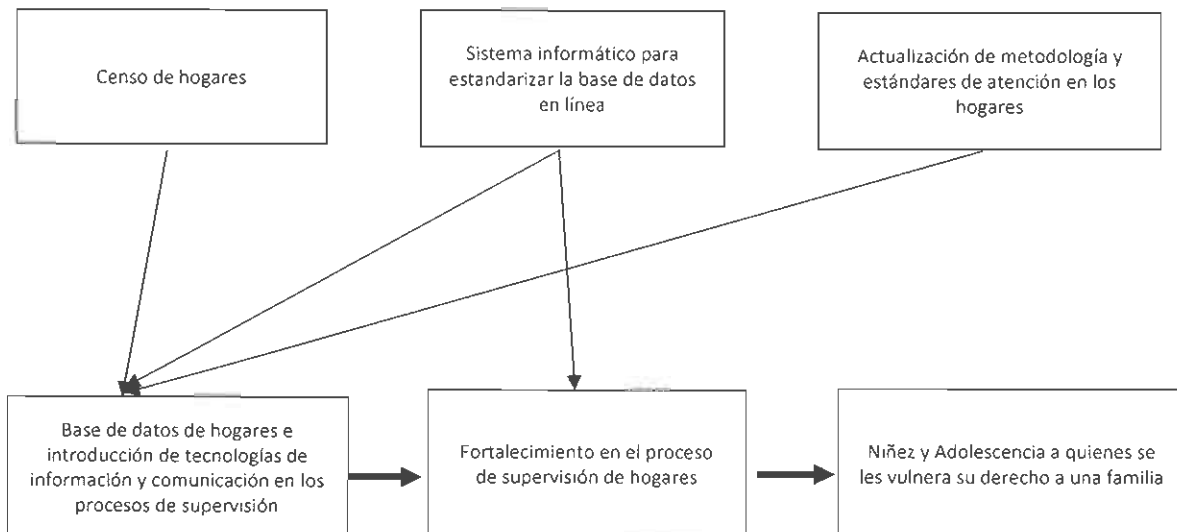 Censo de hogares
Sistema informático para
estandarizar la base de datos
en línea
Actualización de metodología y
estándares de atención en los
hogares
Base de datos de hogares e
introducción de tecnologías de
información y comunicación en los
procesos de supervisión
Fortalecimiento en el proceso
de supervisión de hogares
Niñez y Adolescencia a quienes se
les vulnera su derecho a una familia